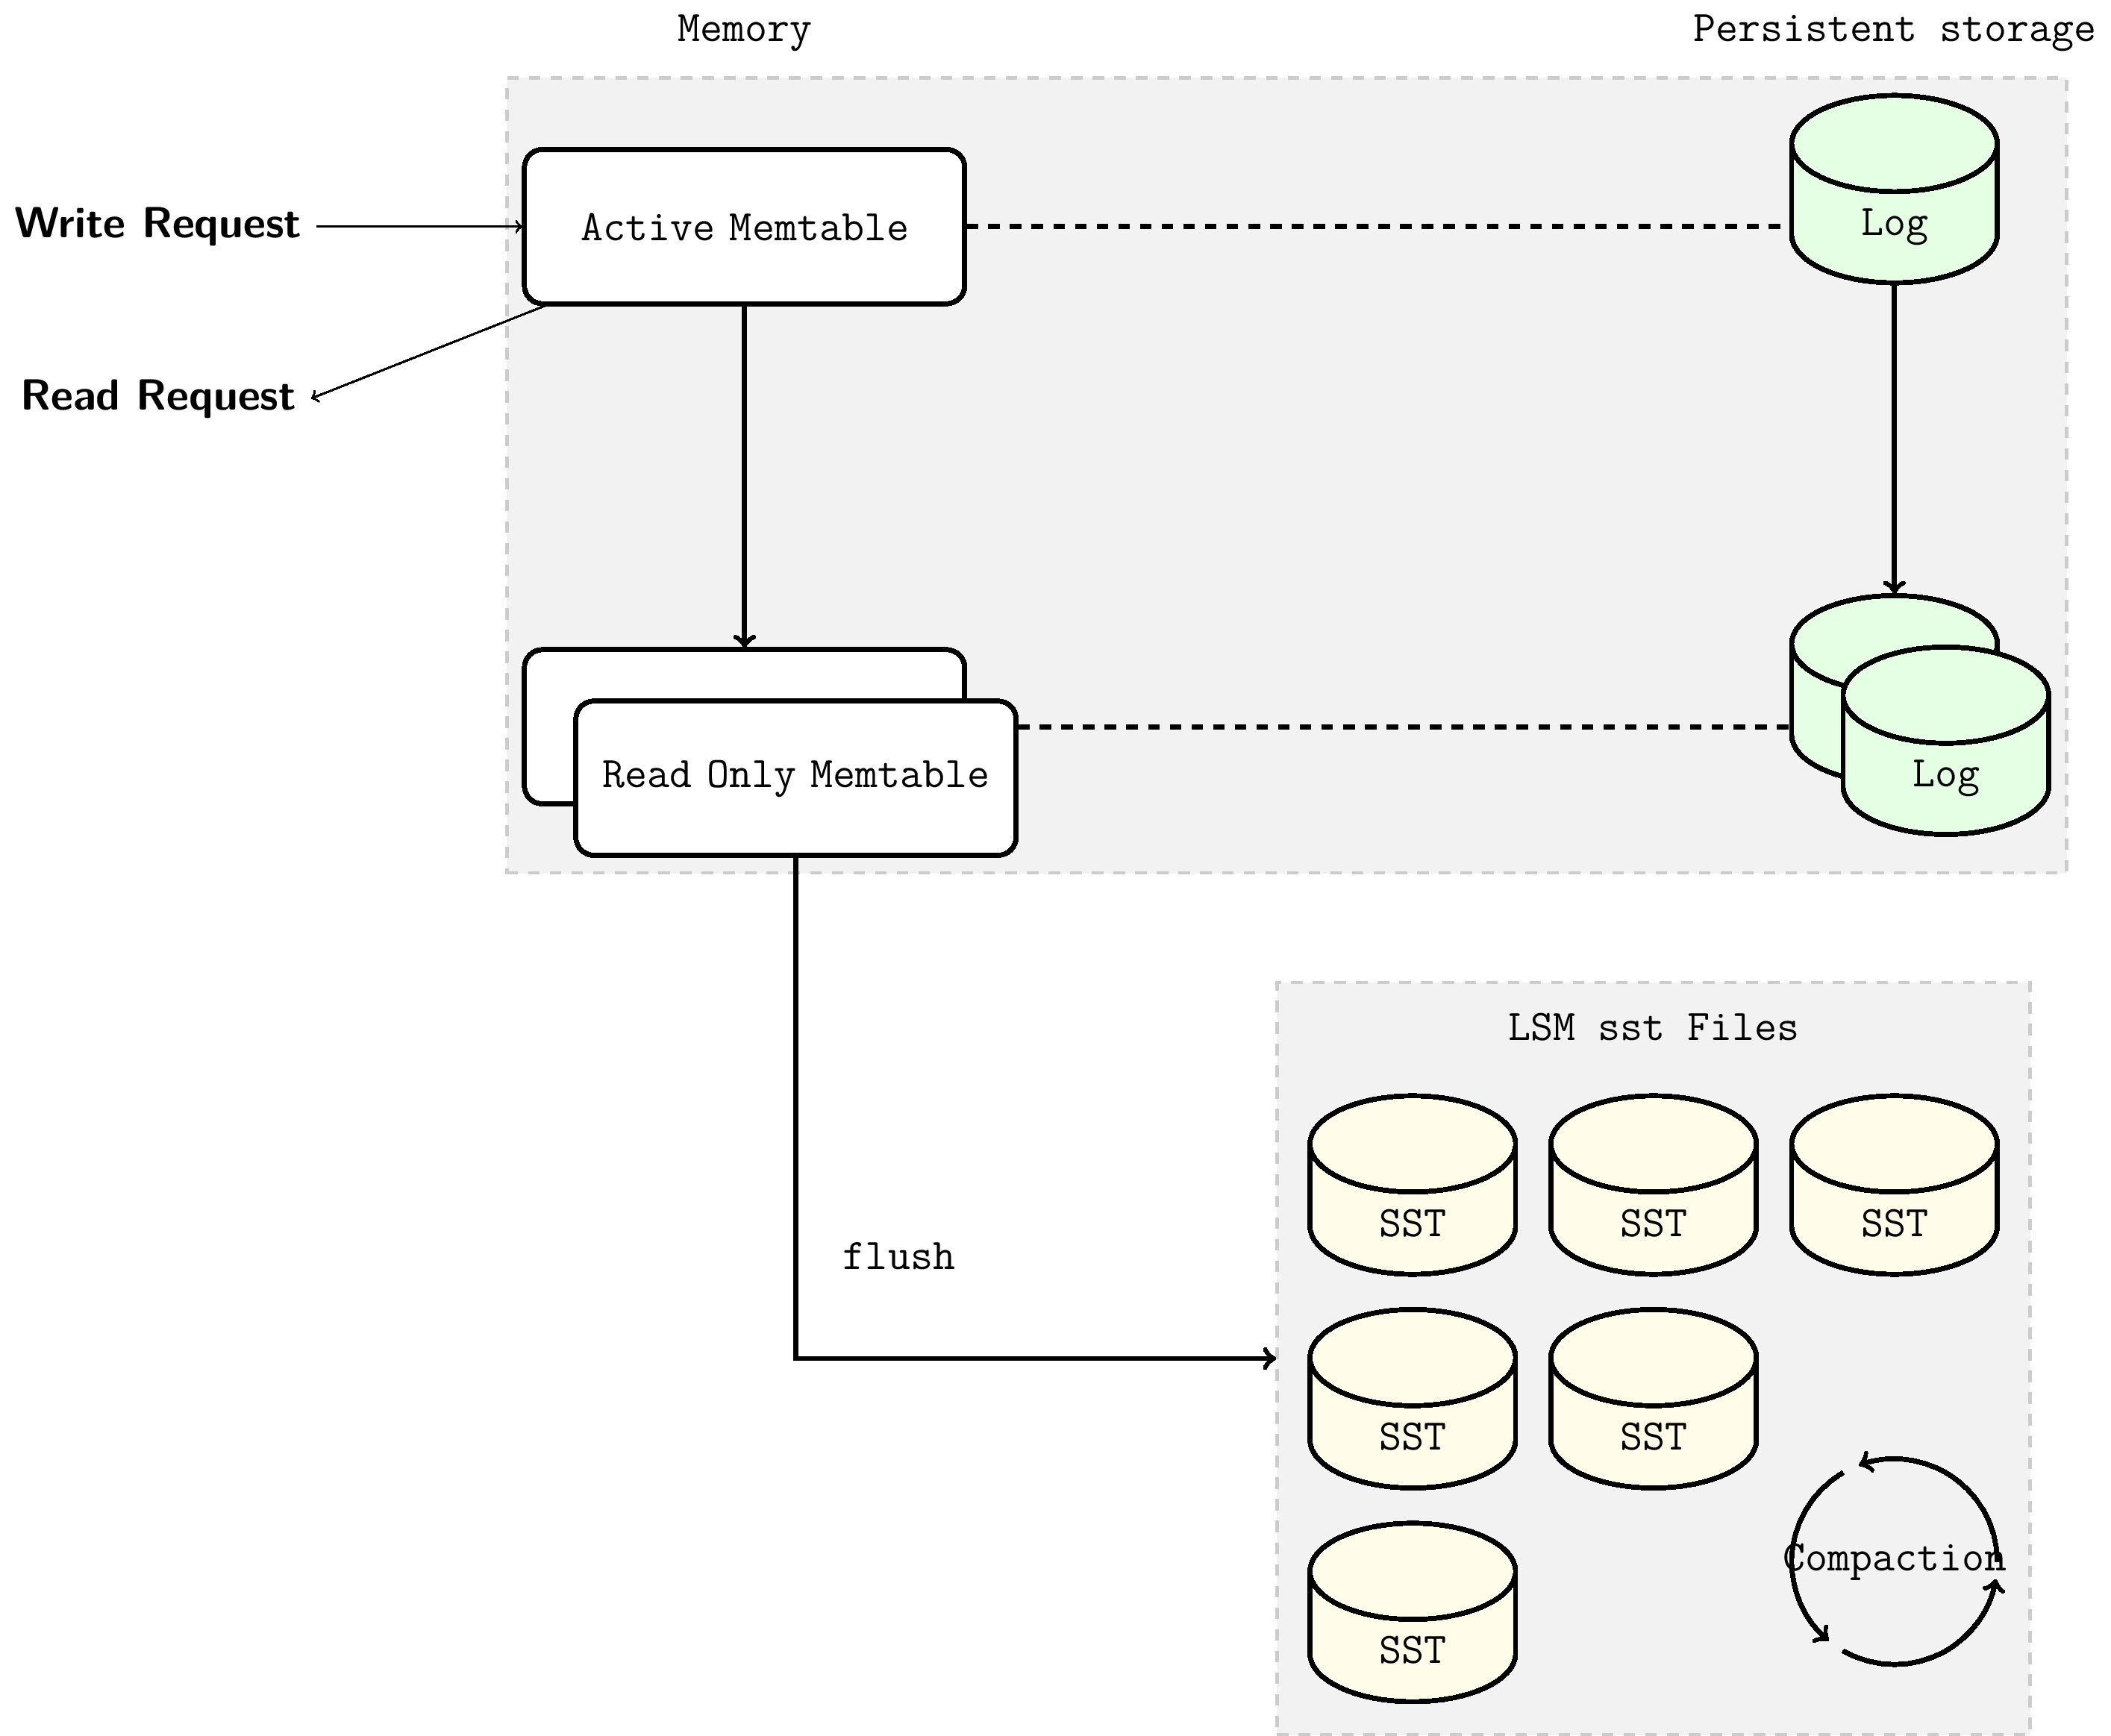 Memory
Persistent storage
Write Request
Active Memtable
Log
Read Request
Read Only Memtable
Log
LSM sst Files
SST
SST
SST
flush
SST
SST
Compaction
SST